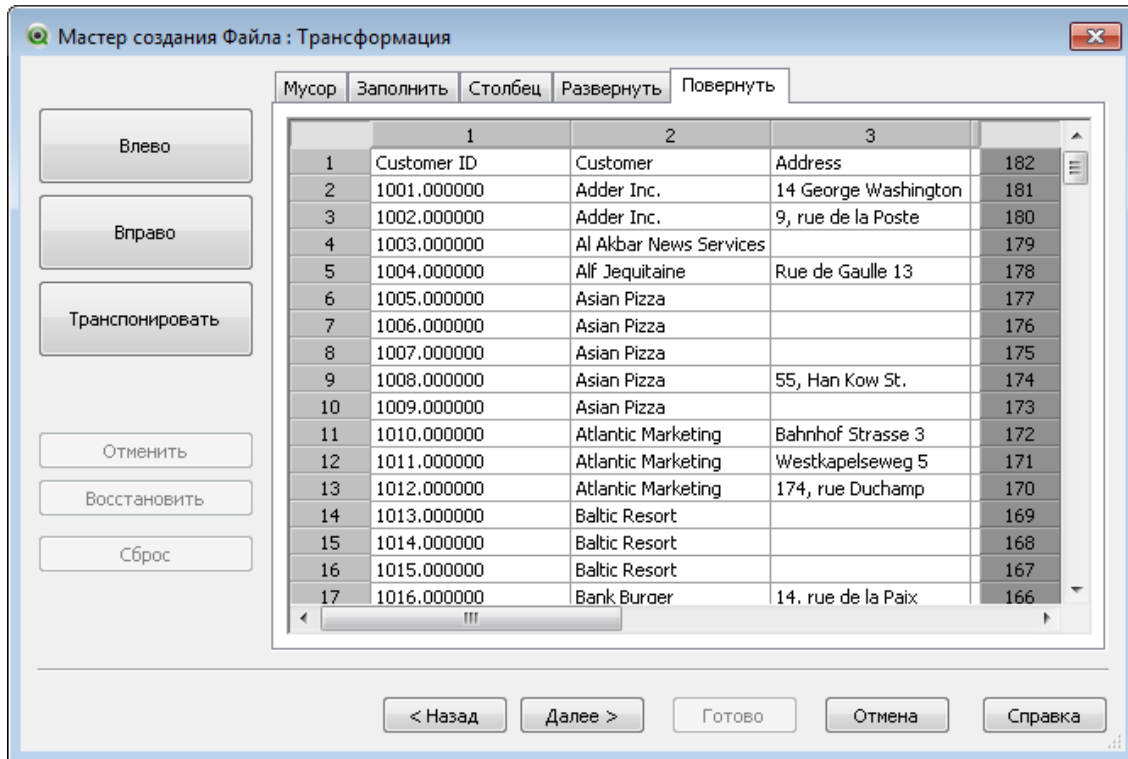 Мастер создания Файла : Трансформация
Мусор Заполнить Столбец Развернуть Повернуть
Влево
Вправо
Транспонировать
Отменить
Восстановить
Сброс
1 2 3
1 Customer ID Customer Address 182
2 1001.000000 Adder Inc. 14 George Washington 181
3 1002.000000 Adder Inc. 9, rue de la Poste 180
4 1003.000000 Al Akbar News Services 179
5 1004.000000 Alf Jequitaine Rue de Gaulle 13 178
6 1005.000000 Asian Pizza 177
7 1006.000000 Asian Pizza 176
8 1007.000000 Asian Pizza 175
9 1008.000000 Asian Pizza 55, Han Kow St. 174
10 1009.000000 Asian Pizza 173
11 1010.000000 Atlantic Marketing Bahnhof Strasse 3 172
12 1011.000000 Atlantic Marketing Westkapelseweg 5 171
13 1012.000000 Atlantic Marketing 174, rue Duchamp 170
14 1013.000000 Baltic Resort 169
15 1014.000000 Baltic Resort 168
16 1015.000000 Baltic Resort 167
17 1016.000000 Bank Burger 14, rue de la Paix 166
< Назад Далее > Готово Отмена Справка